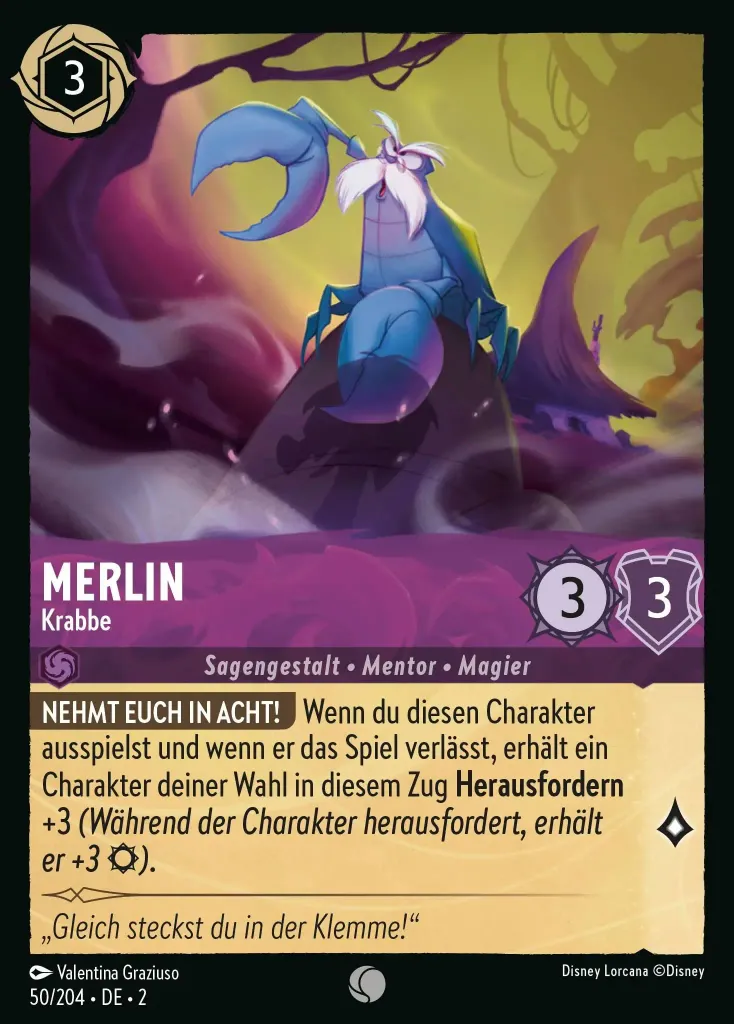 3
MERLIN
Krabbe
3
3
Sagengestalt • Mentor • Magier
NEHMT EUCH IN ACHT! Wenn du diesen Charakter
ausspielst und wenn er das Spiel verlässt, erhält ein
Charakter deiner Wahl in diesem Zug Herausfordern
+3 (Während der Charakter herausfordert, erhält
er +3 ).
„Gleich steckst du in der Klemme!“
Valentina Graziuso
Disney Lorcana ©Disney
50/204 • DE • 2